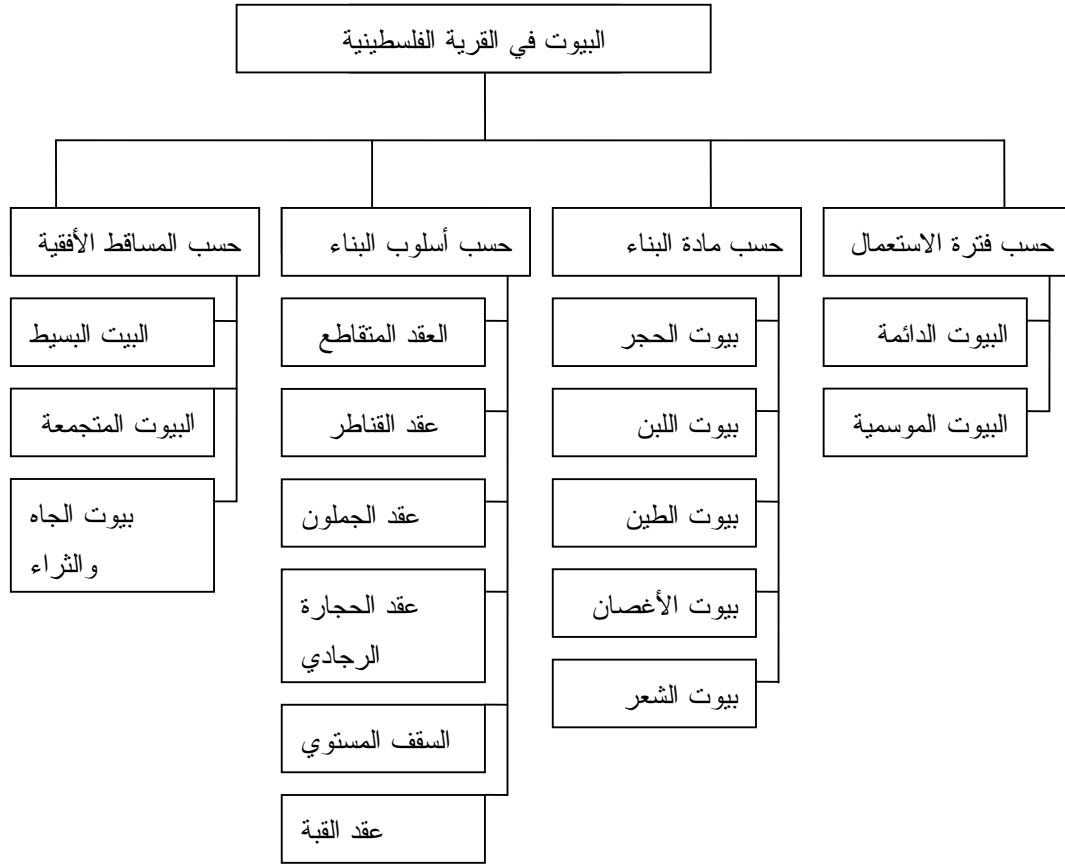 البيوت في القرية الفلسطينية
حسب فترة الاستعمال
البيوت الدائمة
البيوت الموسمية
حسب مادة البناء
بيوت الحجر
بيوت اللبن
بيوت الطين
بيوت الأغصان
بيوت الشعر
حسب أسلوب البناء
العقد المتقاطع
عقد القناطر
عقد الجملون
عقد الحجارة
الرجادي
السقف المستوي
عقد القبة
حسب المساقط الأفقية
البيت البسيط
البيوت المتجمعة
بيوت الجاه
والثراء